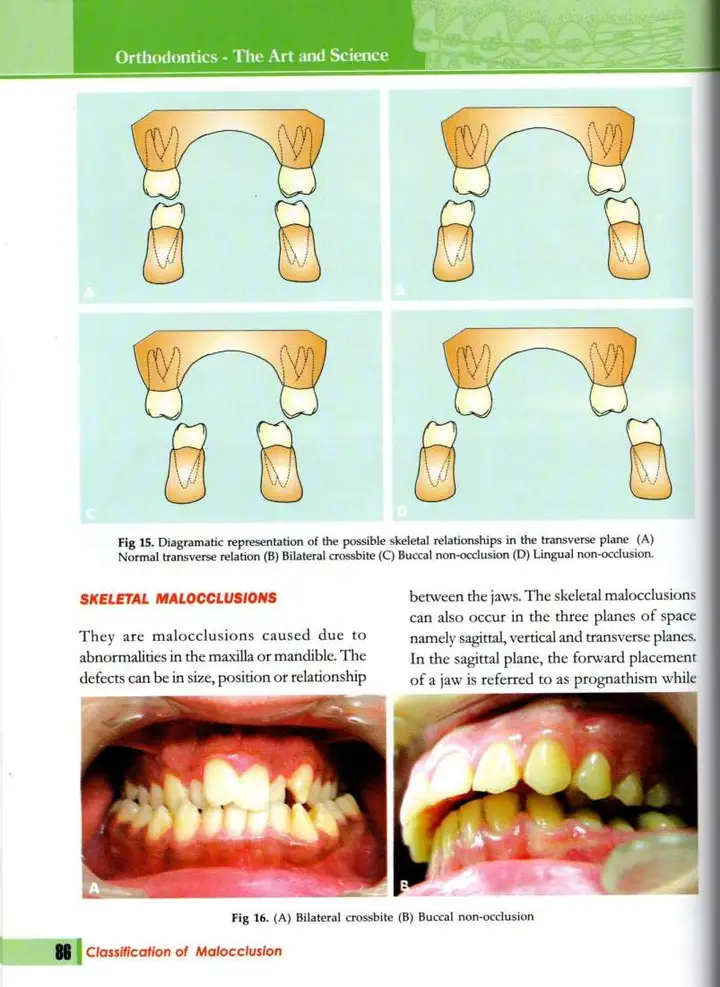 Orthodontics - The Art and Science
A
B
C
D
Fig 15. Diagramatic representation of the possible skeletal relationships in the transverse plane (A)
Normal transverse relation (B) Bilateral crossbite (C) Buccal non-occlusion (D) Lingual non-occlusion.
SKELETAL MALOCCLUSIONS
They are malocclusions caused due to
abnormalities in the maxilla or mandible. The
defects can be in size, position or relationship
between the jaws. The skeletal malocclusions
can also occur in the three planes of space
namely sagittal, vertical and transverse planes.
In the sagittal plane, the forward placement
of a jaw is referred to as prognathism while
A
B
Fig 16. (A) Bilateral crossbite (B) Buccal non-occlusion
86 Classification of Malocclusion